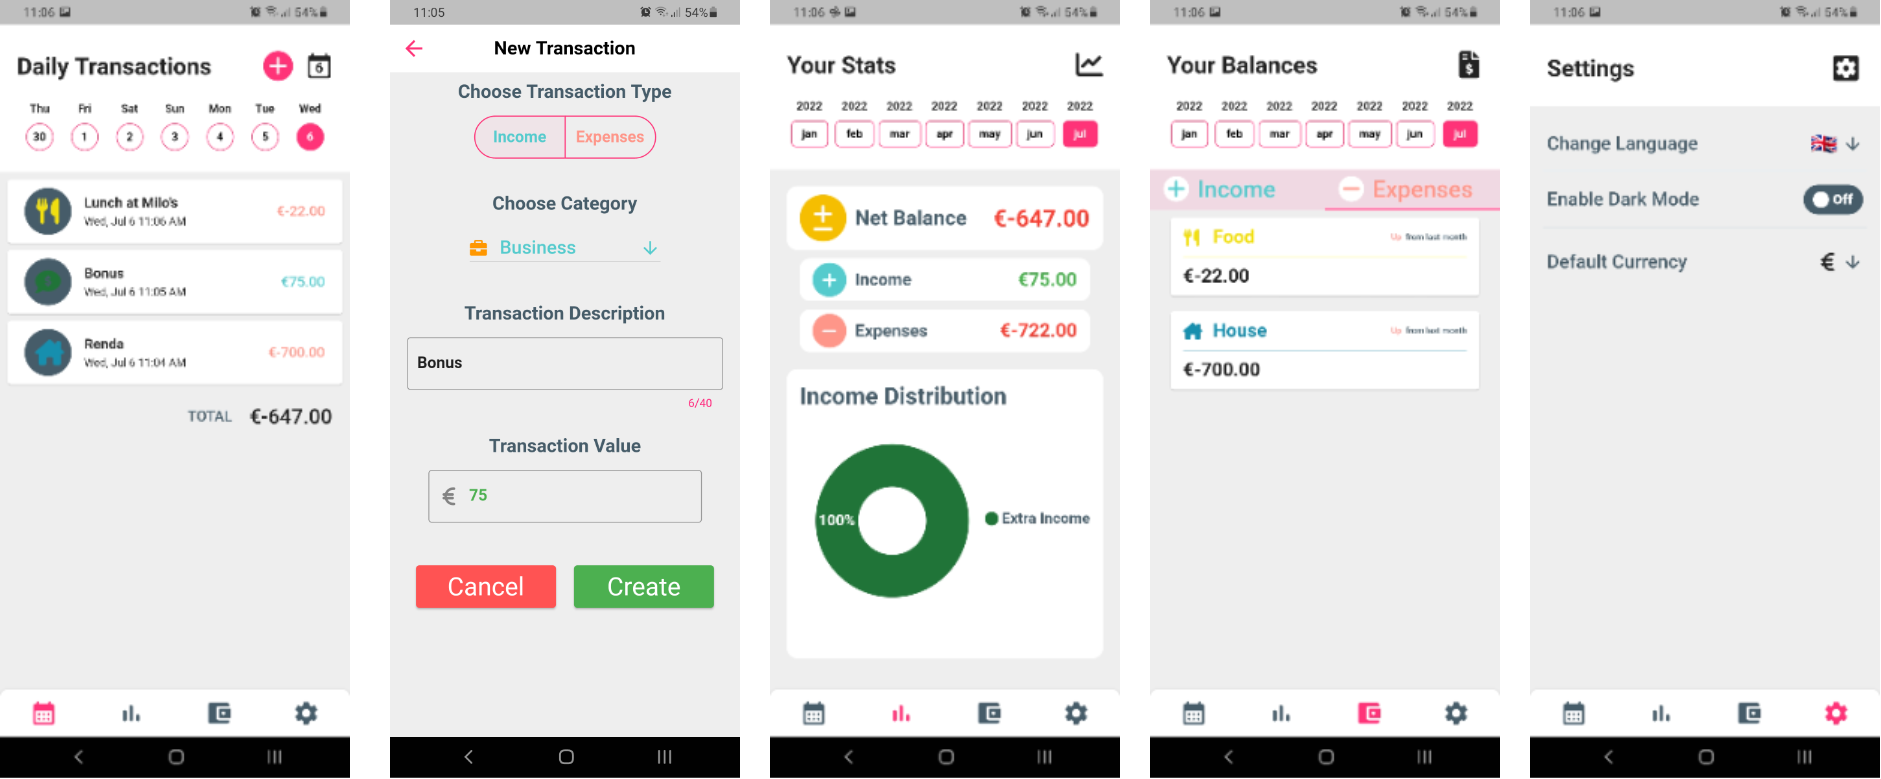 11:06 54%
Daily Transactions 6
Thu Fri Sat Sun Mon Tue Wed
30 1 2 3 4 5 6
Lunch at Milo's
Wed, Jul 6 11:06 AM
€-22.00
Bonus
Wed, Jul 6 11:05 AM
€75.00
Renda
Wed, Jul 6 11:04 AM
€-700.00
TOTAL €-647.00
11:05 54%
New Transaction
Choose Transaction Type
Income Expenses
Choose Category
Business
Transaction Description
Bonus
6/40
Transaction Value
€ 75
Cancel Create
11:06 54%
Your Stats
2022 2022 2022 2022 2022 2022 2022
jan feb mar apr may jun jul
Net Balance €-647.00
Income €75.00
Expenses €-722.00
Income Distribution
100%
Extra Income
11:06 54%
Your Balances
2022 2022 2022 2022 2022 2022 2022
jan feb mar apr may jun jul
Income Expenses
Food Up from last month
€-22.00
House Up from last month
€-700.00
11:06 54%
Settings
Change Language
Enable Dark Mode Off
Default Currency €